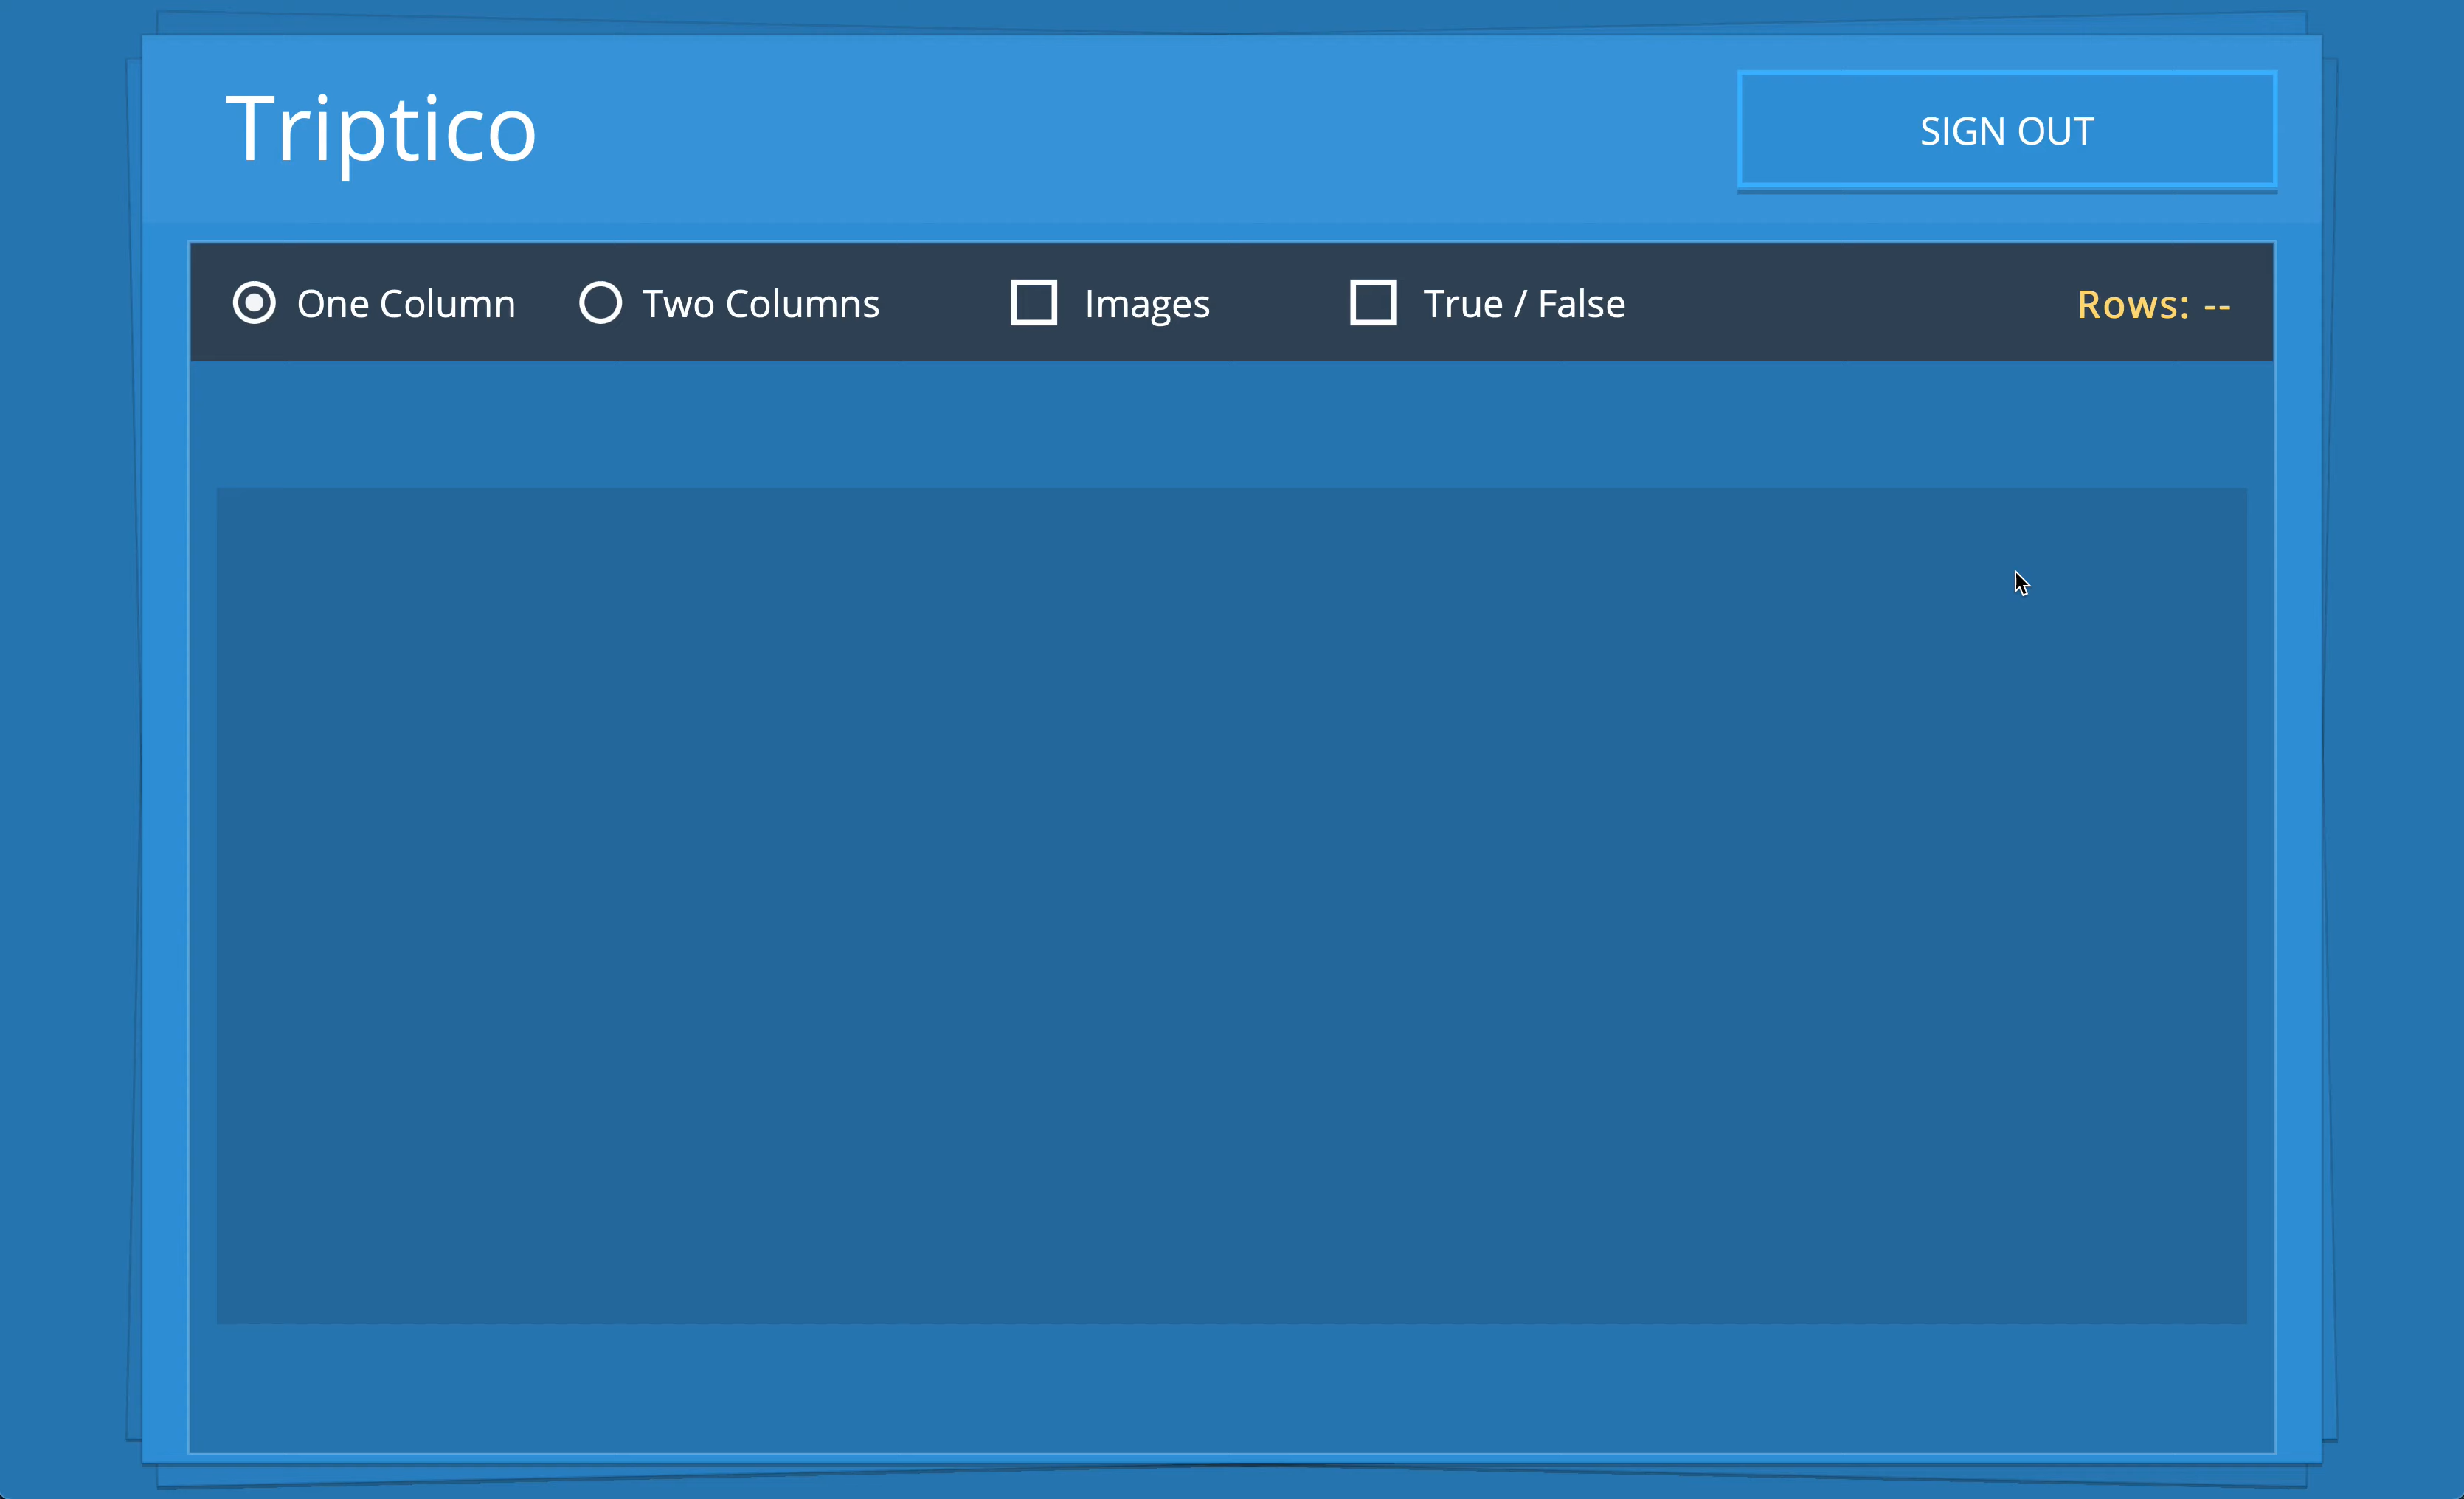 Triptico
SIGN OUT
One Column
Two Columns
Images
True / False
Rows: --